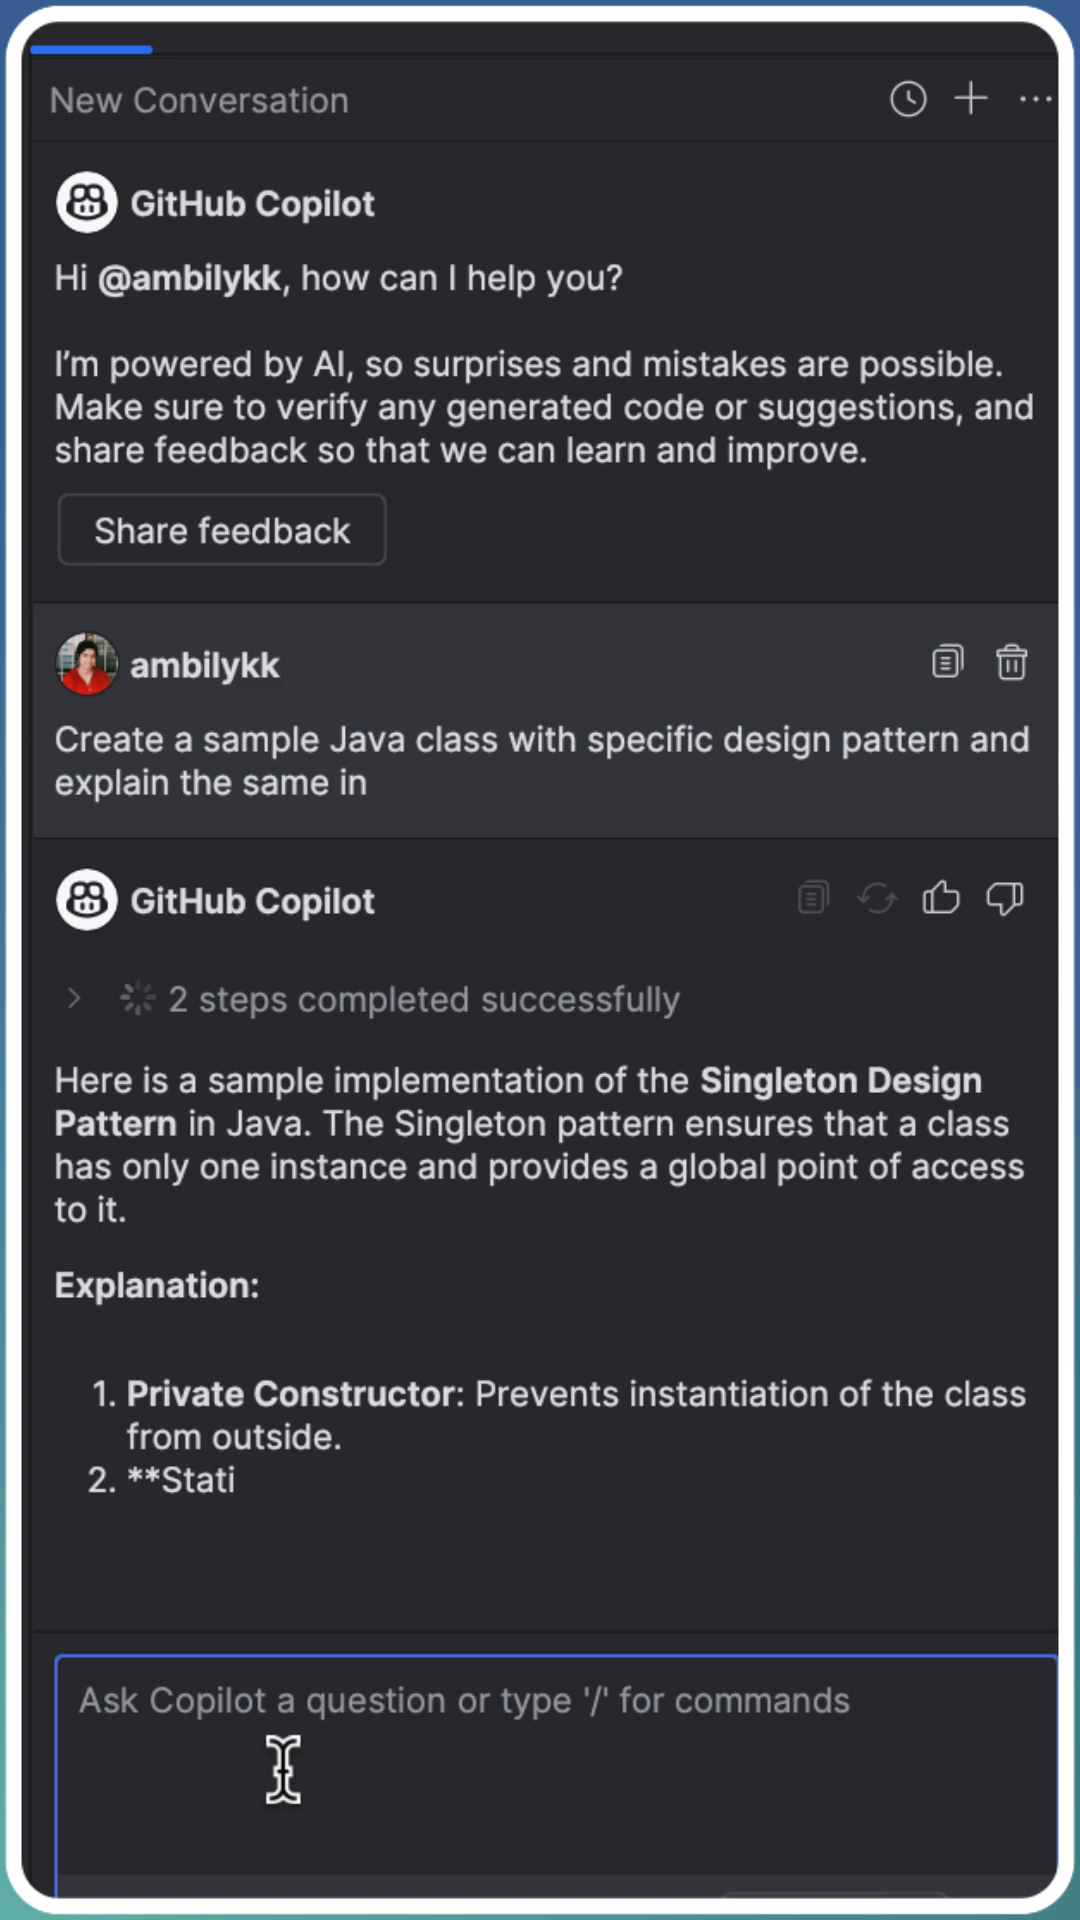 New Conversation
GitHub Copilot
Hi @ambilykk, how can I help you?
I'm powered by AI, so surprises and mistakes are possible.
Make sure to verify any generated code or suggestions, and
share feedback so that we can learn and improve.
Share feedback
ambilykk
Create a sample Java class with specific design pattern and
explain the same in
GitHub Copilot
2 steps completed successfully
Here is a sample implementation of the Singleton Design
Pattern in Java. The Singleton pattern ensures that a class
has only one instance and provides a global point of access
to it.
Explanation:
1. Private Constructor: Prevents instantiation of the class
from outside.
2. **Stati
Ask Copilot a question or type '/' for commands